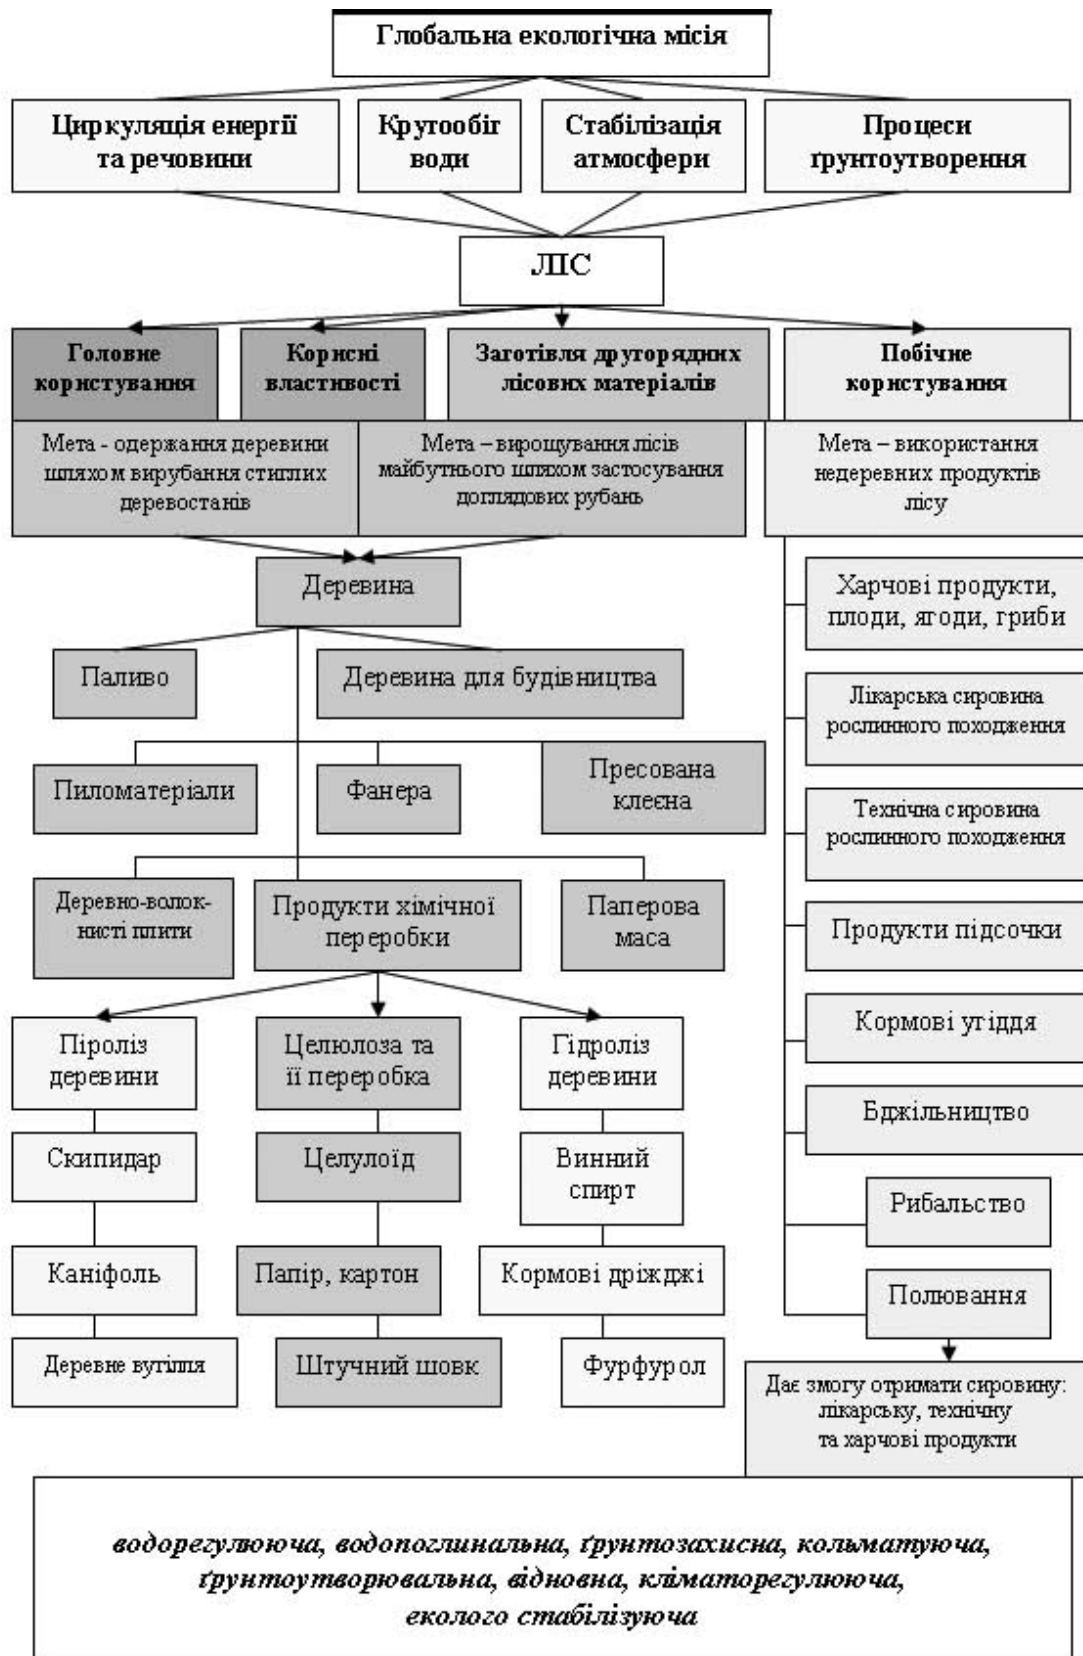 Глобальна екологічна місія
Циркуляція енергії
та речовини
Крутообіг
води
Стабілізація
атмосфери
Процеси
ґрунтоутворення
ЛІС
Головне
користування
Корисні
властивості
Заготівля другорядних
лісових матеріалів
Побічне
користування
Мета - одержання деревини
шляхом вирубання стиглих
деревостанів
Мета – вирощування лісів
майбутнього шляхом застосування
доглядових рубань
Мета – використання
недеревних продуктів
лісу
Деревина
Харчові продукти,
плоди, ягоди, гриби
Паливо
Деревина для будівництва
Лікарська сировина
рослинного походження
Пиломатеріали
Фанера
Пресована
клеєна
Технічна сировина
рослинного походження
Деревно-волок-
нисті плити
Продукти хімічної
переробки
Паперова
маса
Продукти підсочки
Кормові угіддя
Піроліз
деревини
Целюлоза та
її переробка
Гідроліз
деревини
Бджільництво
Скипидар
Целулоїд
Винний
спирт
Рибальство
Каніфоль
Папір, картон
Кормові дріжджі
Полювання
Деревне вугілля
Штучний шовк
Фурфурол
Дає змогу отримати сировину:
лікарську, технічну
та харчові продукти
водорегулююча, водопоглинальна, ґрунтозахисна, кольматуюча,
ґрунтоутворювальна, відновна, кліматорегулююча,
еколого стабілізуюча